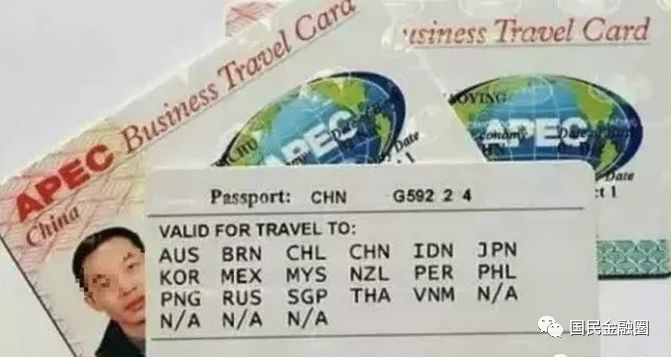 APEC Business Travel Card
China
Business Travel Card
APEC
APEC
Passport: CHN G592 2 4
VALID FOR TRAVEL TO:
AUS BRN CHL CHN IDN JPN
KOR MEX MYS NZL PER PHL
PNG RUS SGP THA VNM N/A
N/A N/A N/A
国民金融圈